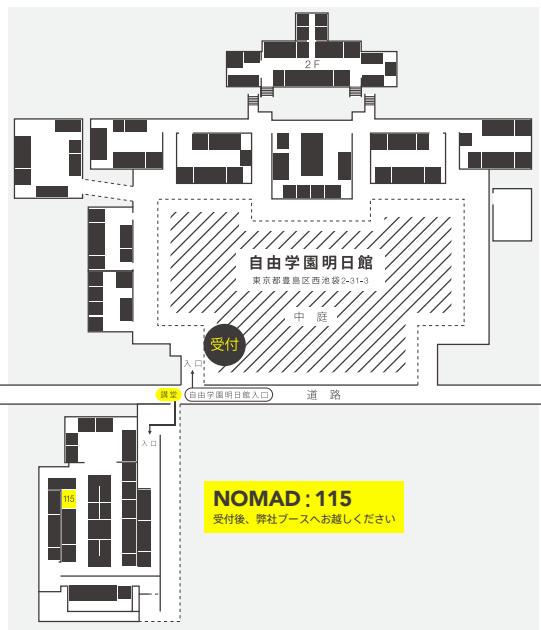 2F
自由学園明日館
東京都豊島区西池袋2-31-3
中庭
受付
入口
講堂
自由学園明日館入口
道路
入口
115
NOMAD : 115
受付後、弊社ブースへお越しください